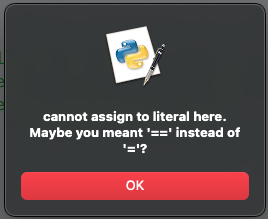 cannot assign to literal here.
Maybe you meant '==' instead of
'='?
OK